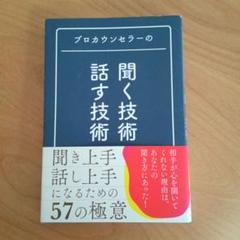 プロカウンセラーの
聞く技術
話す技術
相手が心を開いて
くれない理由は、
あなたの
聞き方にあった!
聞き上手
話し上手
になるための
57の極意